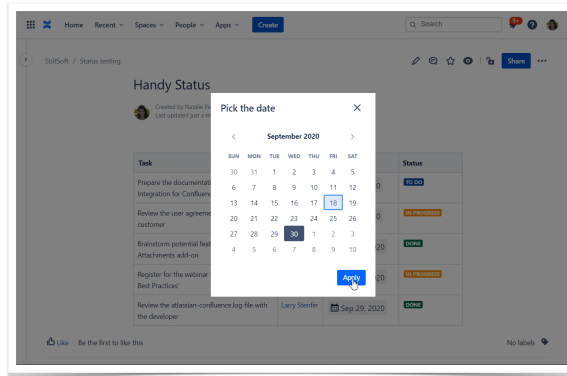 Home Recent Spaces People Apps Create Search 9+
StiltSoft / Status testing Share
Handy Status
Created by Natalie Pa
Last updated just a m
Pick the date
September 2020
SUN MON TUE WED THU FRI SAT
30 31 1 2 3 4 5
6 7 8 9 10 11 12
13 14 15 16 17 18 19
20 21 22 23 24 25 26
27 28 29 30 1 2 3
4 5 6 7 8 9 10
Apply
Task Status
Prepare the documentati 0 TO DO
Integration for Confluenc
Review the user agreeme 0 IN PROGRESS
customer
Brainstorm potential feat 20 DONE
Attachments add-on
Register for the webinar 20 IN PROGRESS
Best Practices'
Review the atlassian-confluence.log file with Larry Stenfer Sep 29, 2020 DONE
the developer
Like Be the first to like this No labels